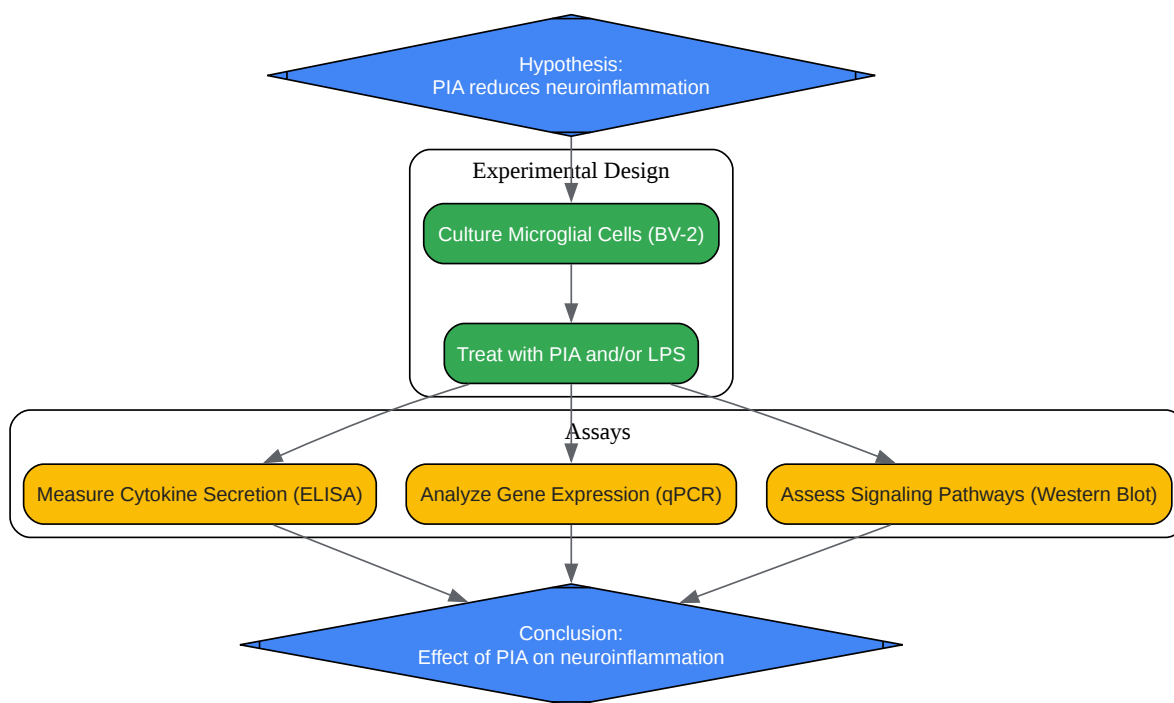 Hypothesis:
PIA reduces neuroinflammation
Experimental Design
Culture Microglial Cells (BV-2)
Treat with PIA and/or LPS
Assays
Measure Cytokine Secretion (ELISA)
Analyze Gene Expression (qPCR)
Assess Signaling Pathways (Western Blot)
Conclusion:
Effect of PIA on neuroinflammation